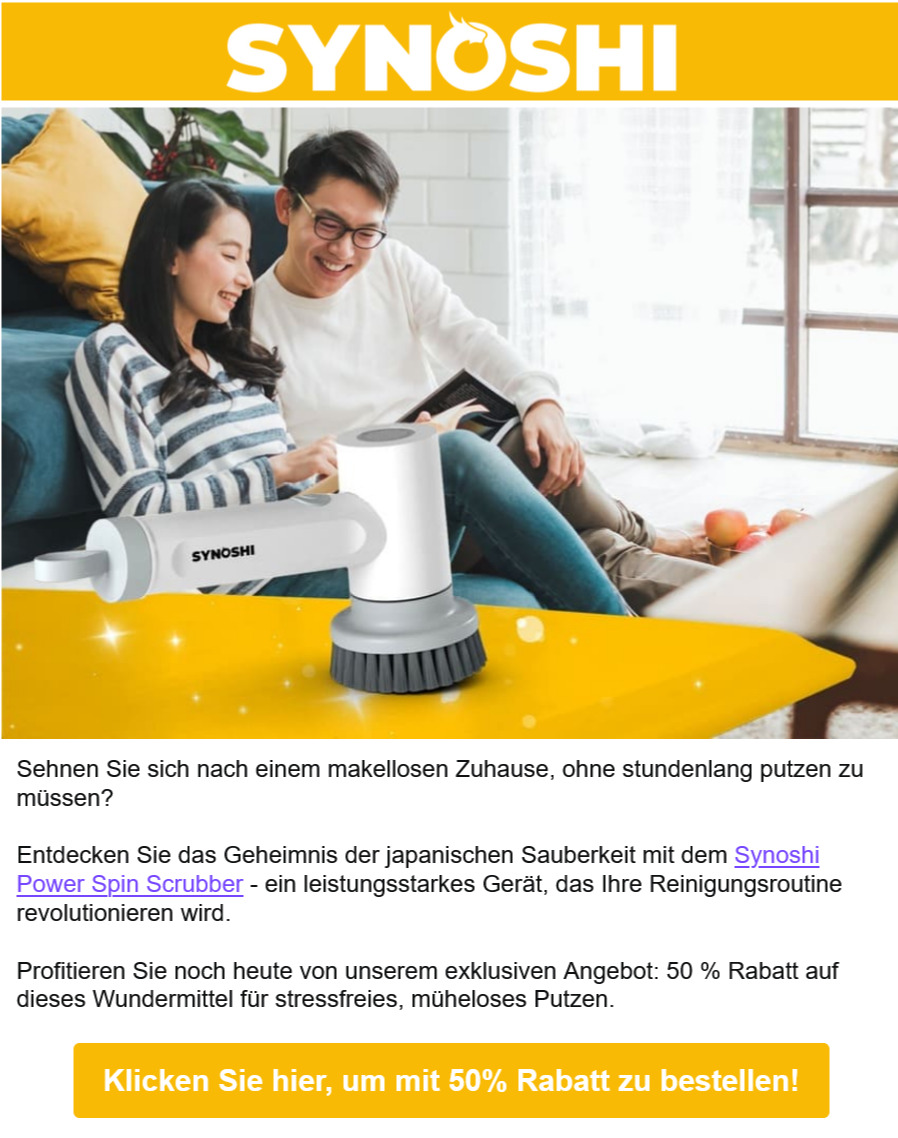 SYNOSHI
SYNOSHI
Sehnen Sie sich nach einem makellosen Zuhause, ohne stundenlang putzen zu
müssen?
Entdecken Sie das Geheimnis der japanischen Sauberkeit mit dem Synoshi
Power Spin Scrubber - ein leistungsstarkes Gerät, das Ihre Reinigungsroutine
revolutionieren wird.
Profitieren Sie noch heute von unserem exklusiven Angebot: 50 % Rabatt auf
dieses Wundermittel für stressfreies, müheloses Putzen.
Klicken Sie hier, um mit 50% Rabatt zu bestellen!